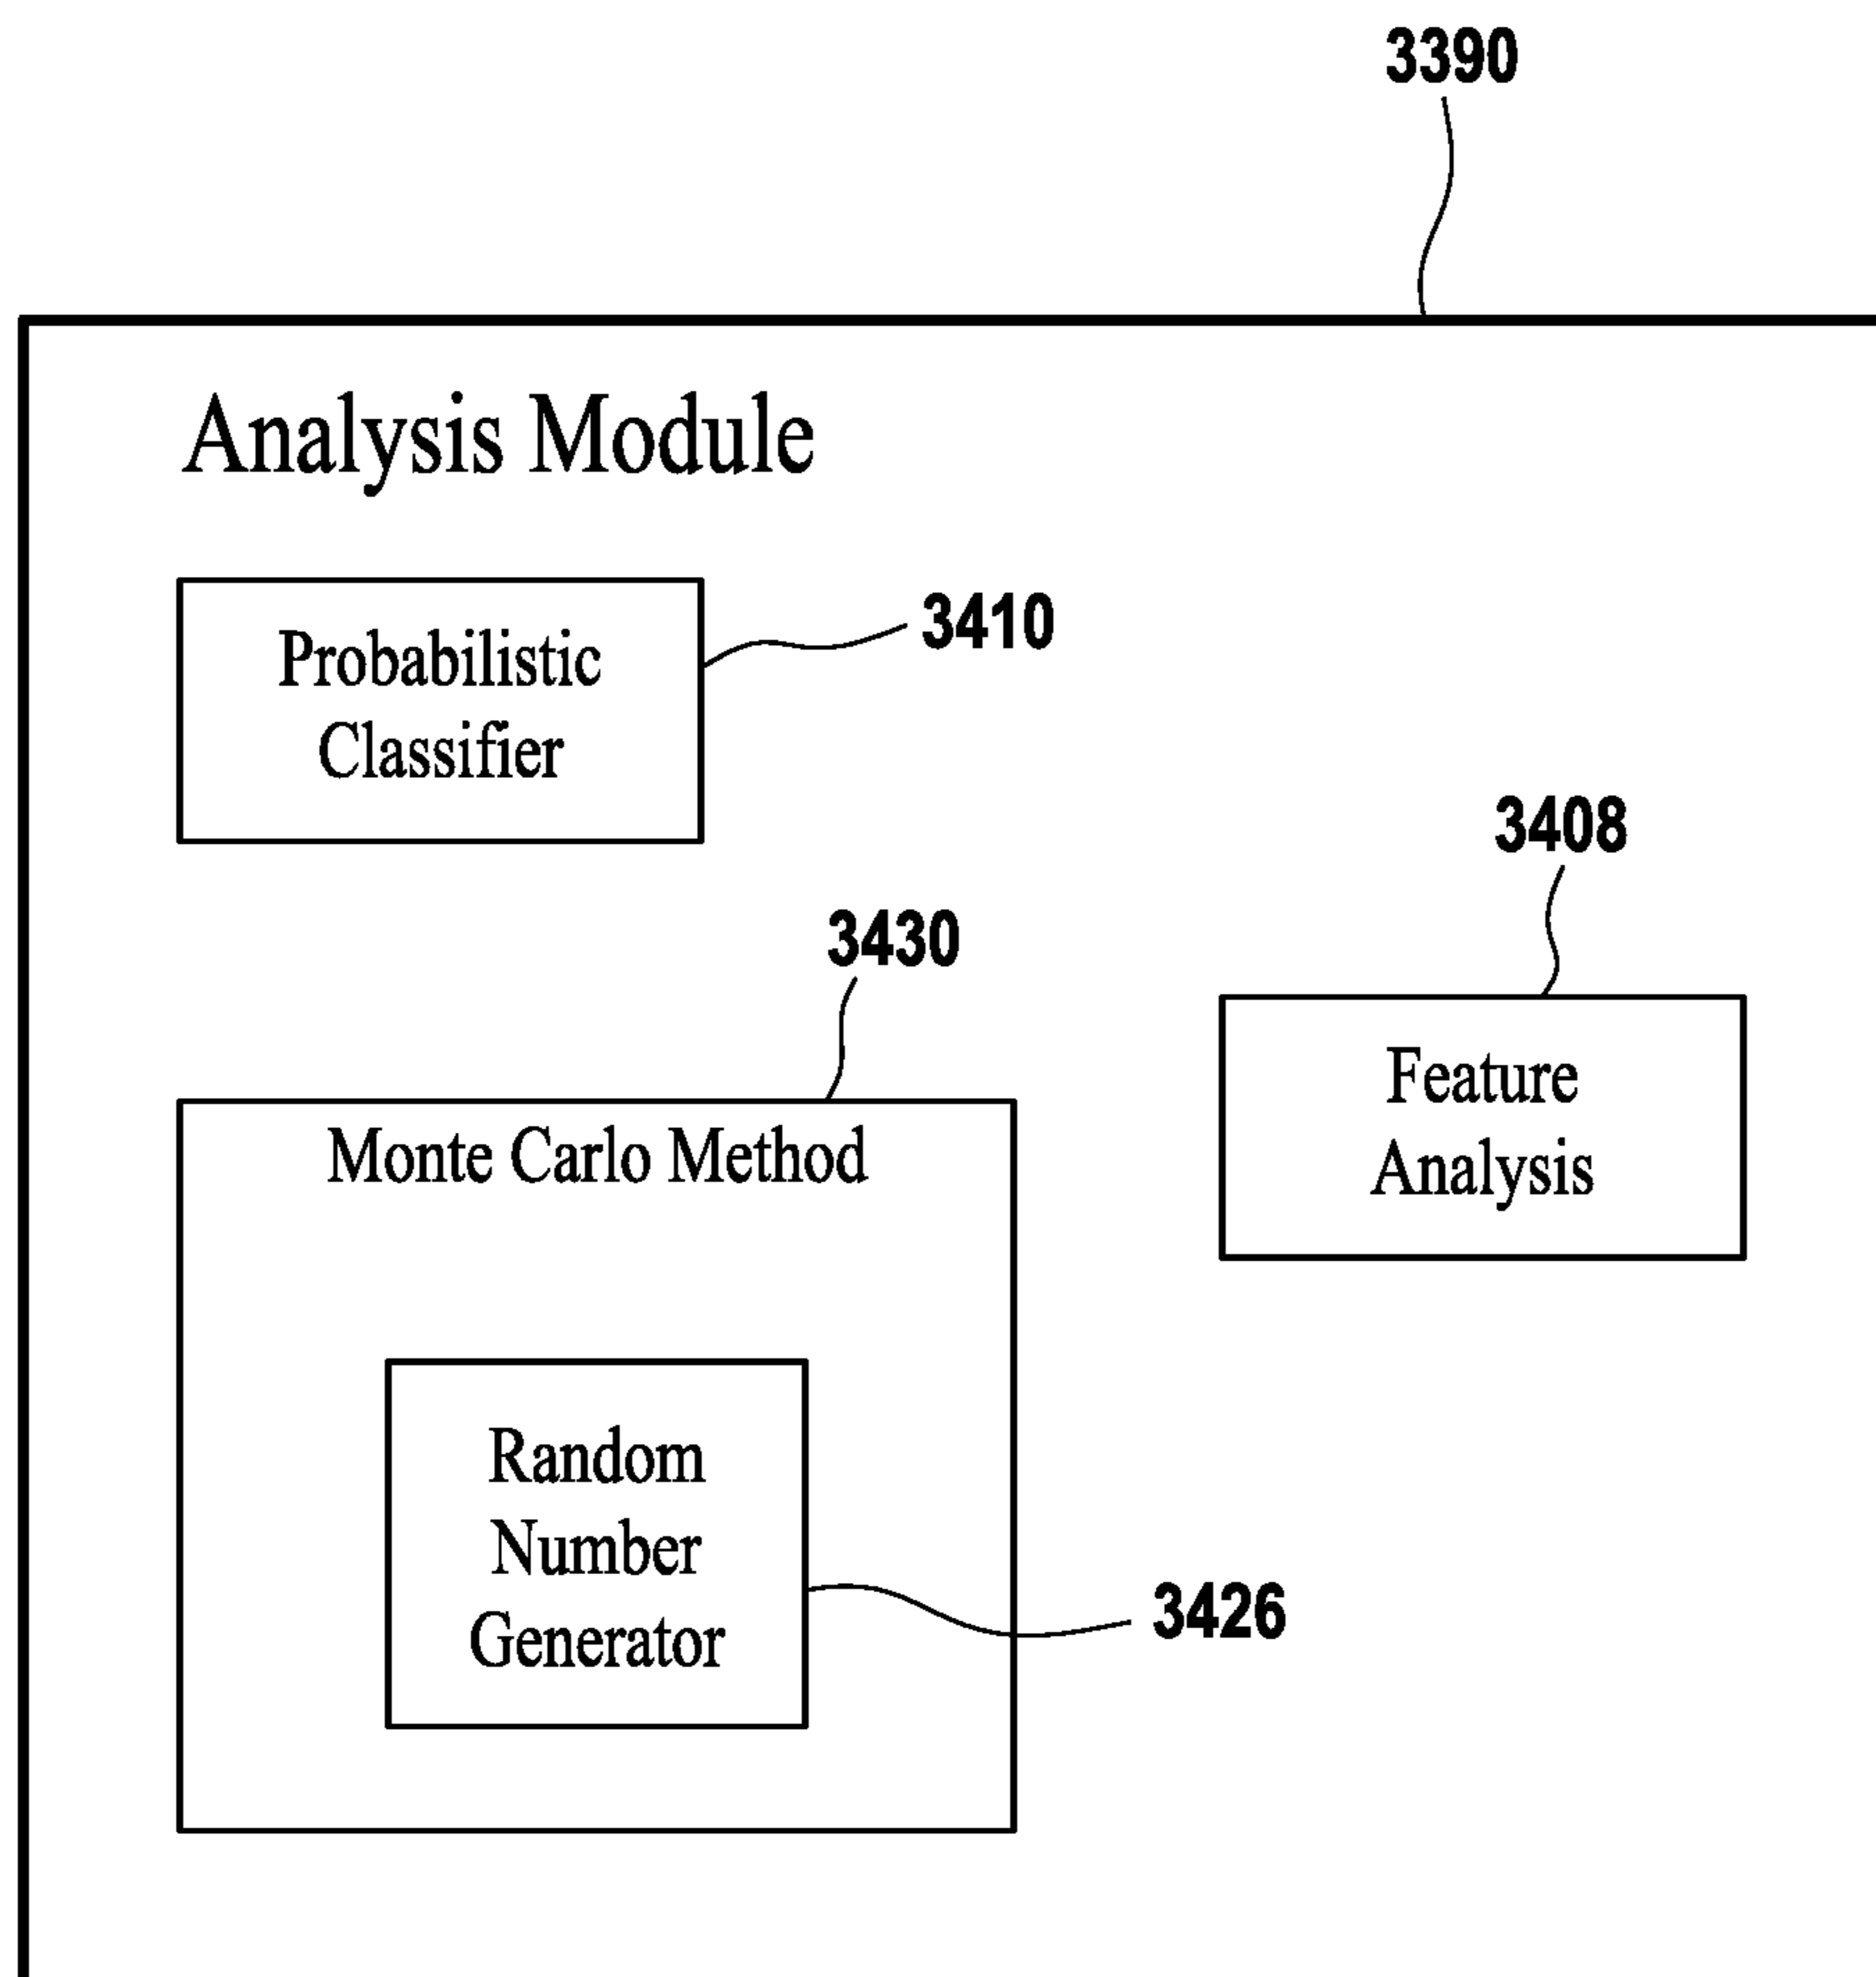 3390
Analysis Module
Probabilistic
Classifier
3410
3408
3430
Feature
Analysis
Monte Carlo Method
Random
Number
Generator
3426